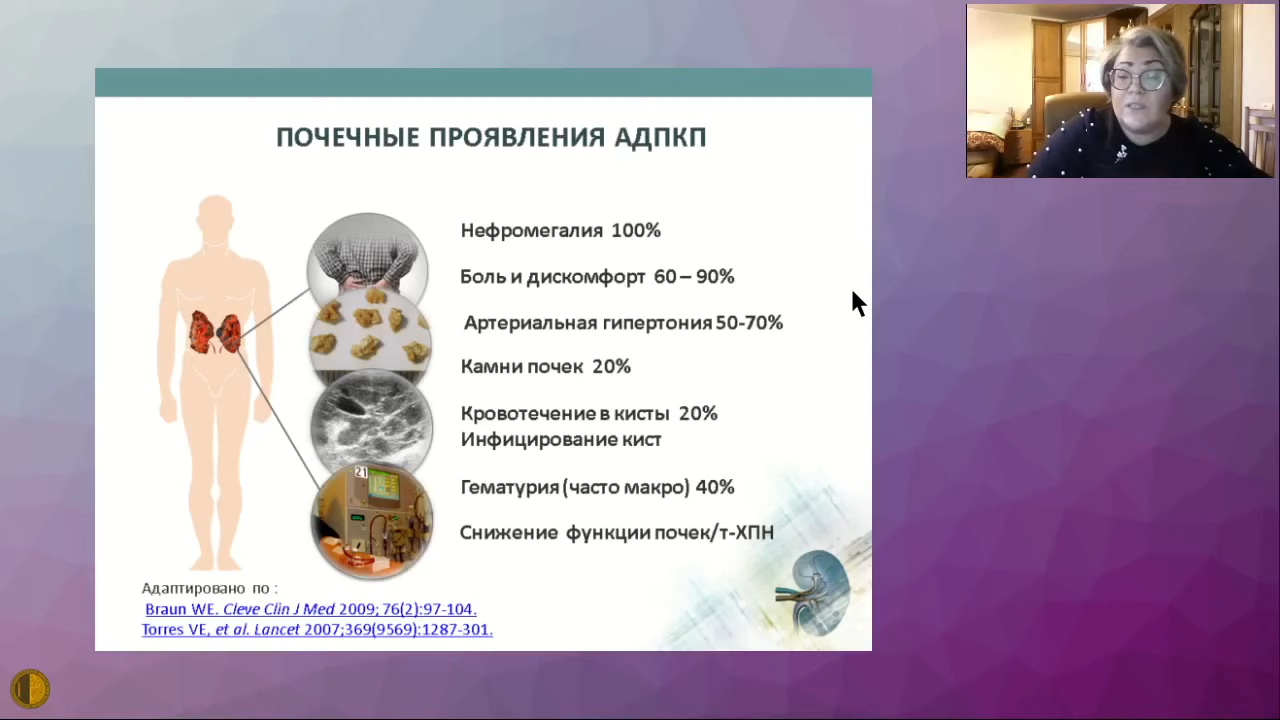 ПОЧЕЧНЫЕ ПРОЯВЛЕНИЯ АДПКП
Нефромегалия 100%
Боль и дискомфорт 60 – 90%
Артериальная гипертония 50-70%
Камни почек 20%
Кровотечение в кисты 20%
Инфицирование кист
21
Гематурия (часто макро) 40%
Снижение функции почек/т-ХПН
Адаптировано по :
Braun WE. Cleve Clin J Med 2009; 76(2):97-104.
Torres VE, et al. Lancet 2007;369(9569):1287-301.